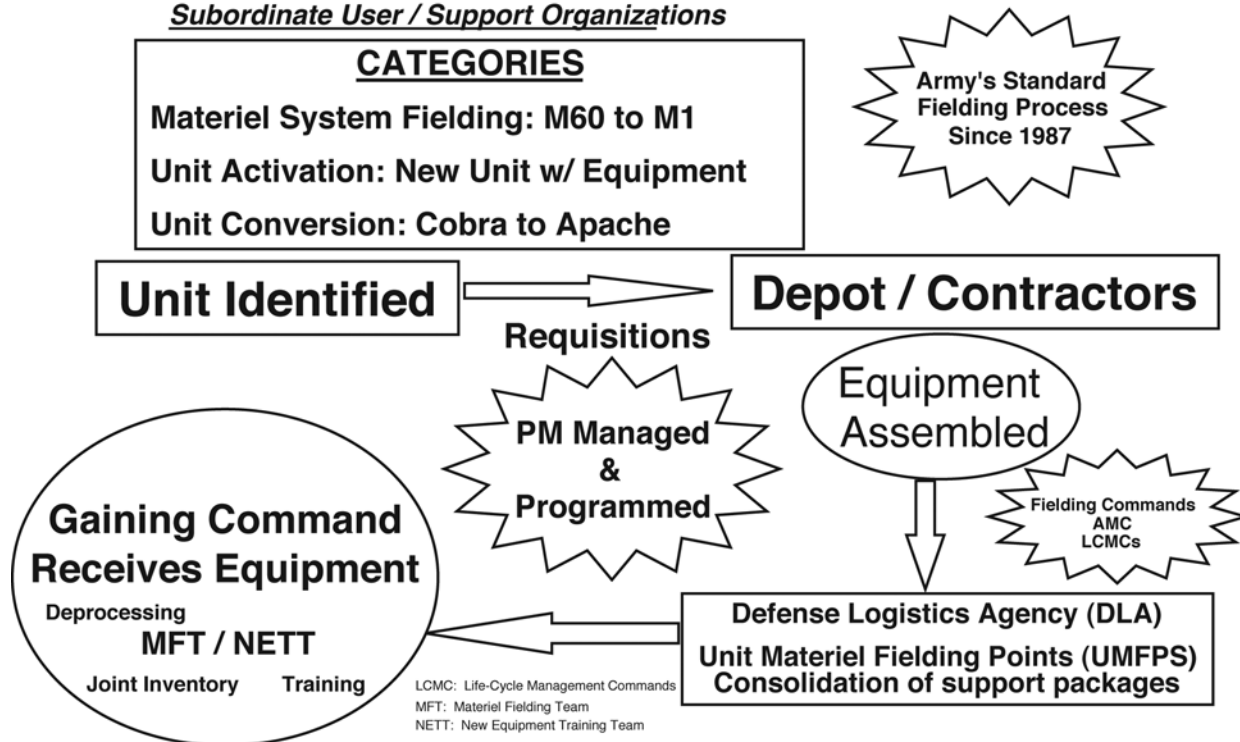 Subordinate User / Support Organizations
CATEGORIES
Materiel System Fielding: M60 to M1
Unit Activation: New Unit w/ Equipment
Unit Conversion: Cobra to Apache
Army's Standard
Fielding Process
Since 1987
Unit Identified
Depot / Contractors
Requisitions
PM Managed
&
Programmed
Equipment
Assembled
Fielding Commands
AMC
LCMCs
Defense Logistics Agency (DLA)
Unit Materiel Fielding Points (UMFPS)
Consolidation of support packages
Gaining Command
Receives Equipment
Deprocessing
MFT / NETT
Joint Inventory Training
LCMC: Life-Cycle Management Commands
MFT: Materiel Fielding Team
NETT: New Equipment Training Team